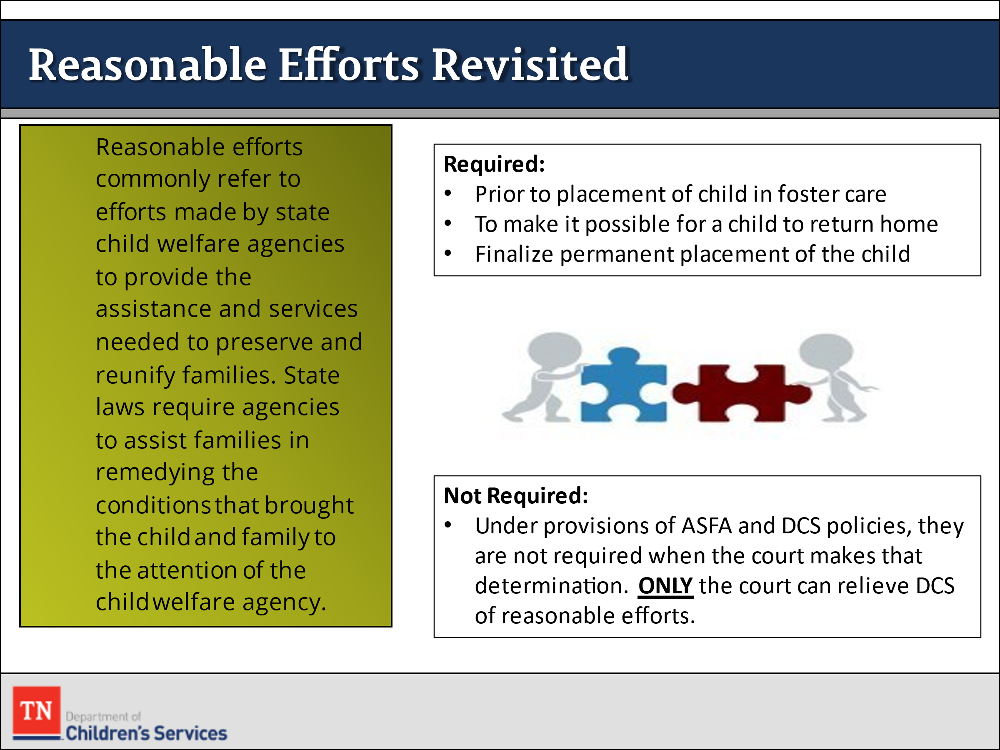 Reasonable Efforts Revisited
Reasonable efforts
commonly refer to
efforts made by state
child welfare agencies
to provide the
assistance and services
needed to preserve and
reunify families. State
laws require agencies
to assist families in
remedying the
conditions that brought
the child and family to
the attention of the
child welfare agency.
Required:
• Prior to placement of child in foster care
• To make it possible for a child to return home
• Finalize permanent placement of the child
Not Required:
• Under provisions of ASFA and DCS policies, they
are not required when the court makes that
determination. ONLY the court can relieve DCS
of reasonable efforts.
TN
Department of
Children's Services